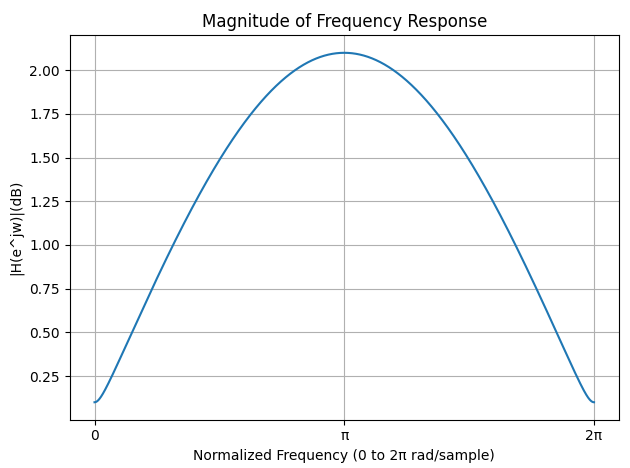 Magnitude of Frequency Response
|H(e^jw)|(dB)
2.00
1.75
1.50
1.25
1.00
0.75
0.50
0.25
0
π
2π
Normalized Frequency (0 to 2π rad/sample)